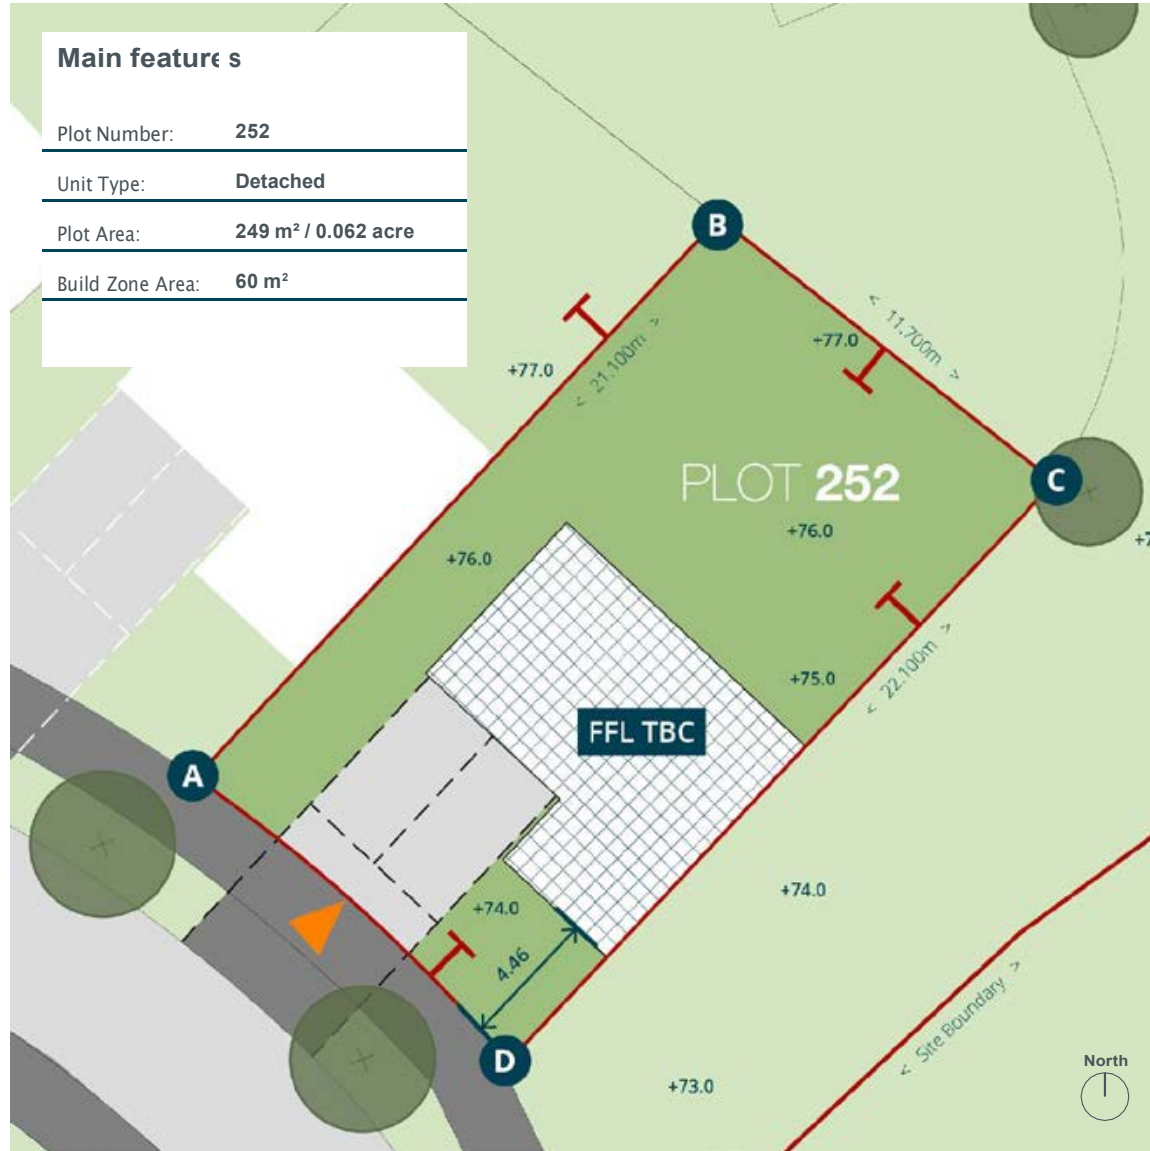 Main features
Plot Number: 252
Unit Type: Detached
Plot Area: 249 m² / 0.062 acre
Build Zone Area: 60 m²
B
< 11.700m >
+77.0
< 21.100m >
+77.0
C
PLOT 252
+76.0
+76.0
< 22.100m >
+75.0
FFL TBC
A
+74.0
+74.0
4.46
< Site Boundary >
D
+73.0
North